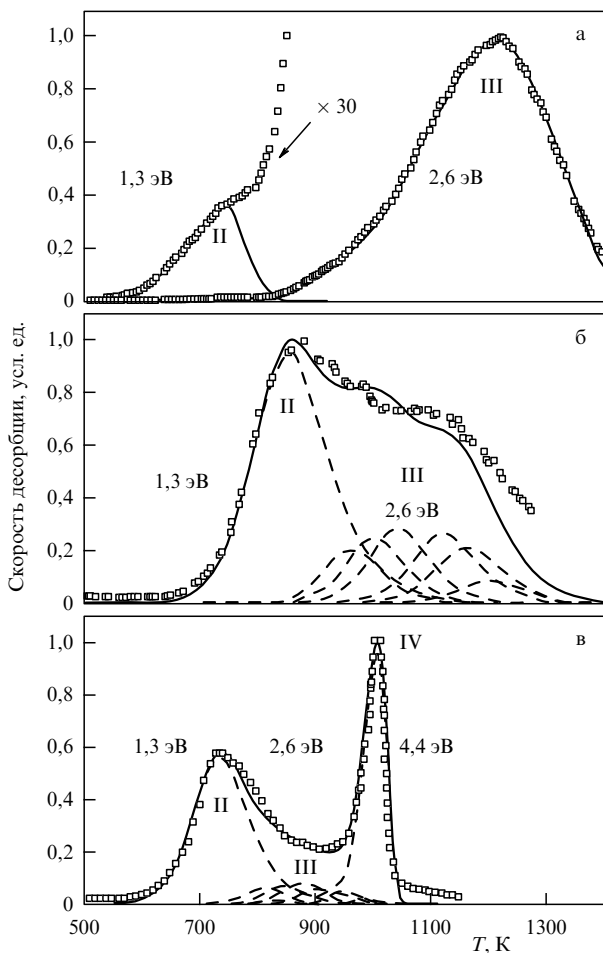 Скорость десорбции, усл. ед.
1,0
0,8
0,6
0,4
0,2
0
а
× 30
1,3 эВ
II
2,6 эВ
III
1,0
0,8
0,6
0,4
0,2
0
б
1,3 эВ
II
III
2,6 эВ
1,0
0,8
0,6
0,4
0,2
0
в
IV
1,3 эВ
2,6 эВ
4,4 эВ
II
III
500
700
900
1100
1300
T, К